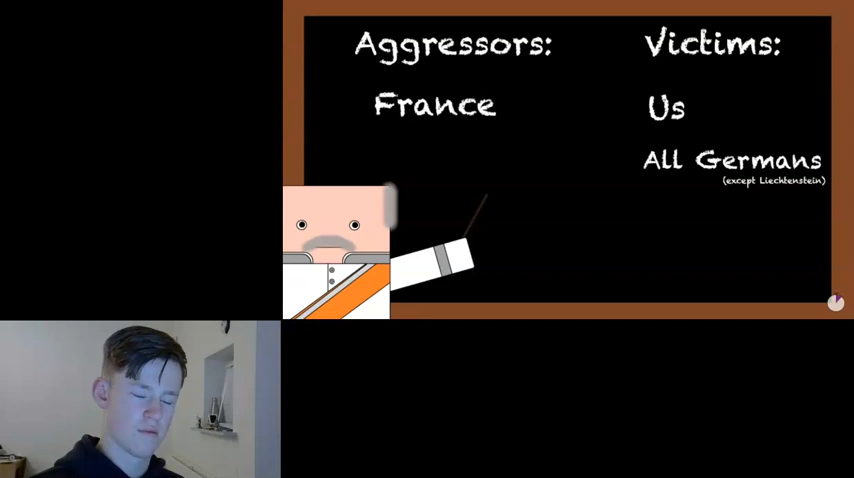 Aggressors:
Victims:
France
Us
All Germans
(except Liechtenstein)